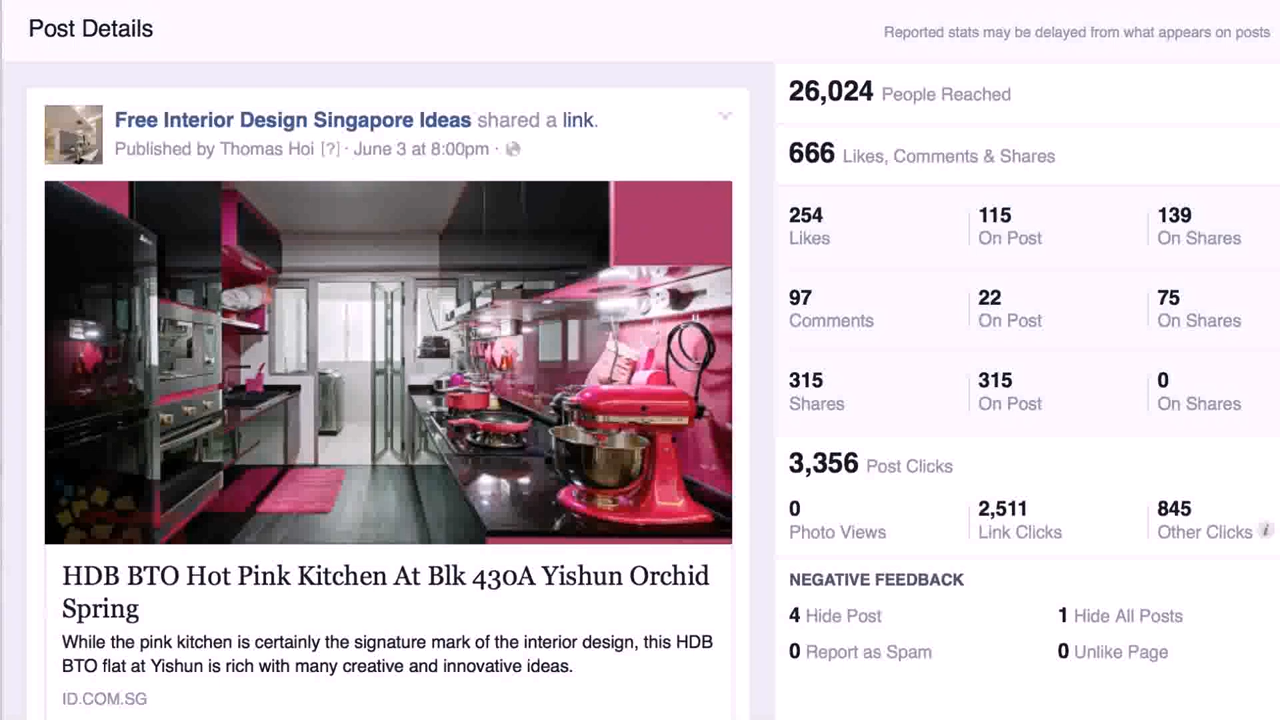 Post Details
Reported stats may be delayed from what appears on posts
Free Interior Design Singapore Ideas shared a link.
Published by Thomas Hoi [?] · June 3 at 8:00pm ·
HDB BTO Hot Pink Kitchen At Blk 430A Yishun Orchid
Spring
While the pink kitchen is certainly the signature mark of the interior design, this HDB
BTO flat at Yishun is rich with many creative and innovative ideas.
ID.COM.SG
26,024 People Reached
666 Likes, Comments & Shares
254 115 139
Likes On Post On Shares
97 22 75
Comments On Post On Shares
315 315 0
Shares On Post On Shares
3,356 Post Clicks
0 2,511 845
Photo Views Link Clicks Other Clicks i
NEGATIVE FEEDBACK
4 Hide Post 1 Hide All Posts
0 Report as Spam 0 Unlike Page